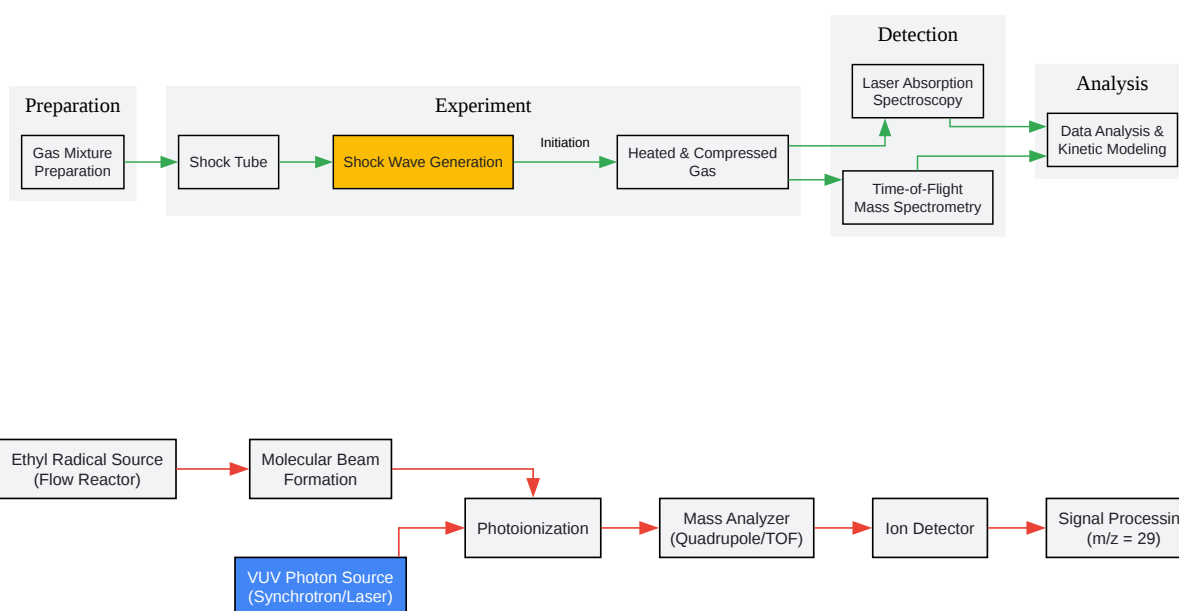 Preparation
Gas Mixture
Preparation
Experiment
Shock Tube
Shock Wave Generation
Initiation
Heated & Compressed
Gas
Detection
Laser Absorption
Spectroscopy
Time-of-Flight
Mass Spectrometry
Analysis
Data Analysis &
Kinetic Modeling
Ethyl Radical Source
(Flow Reactor)
Molecular Beam
Formation
VUV Photon Source
(Synchrotron/Laser)
Photoionization
Mass Analyzer
(Quadrupole/TOF)
Ion Detector
Signal Processin
(m/z = 29)